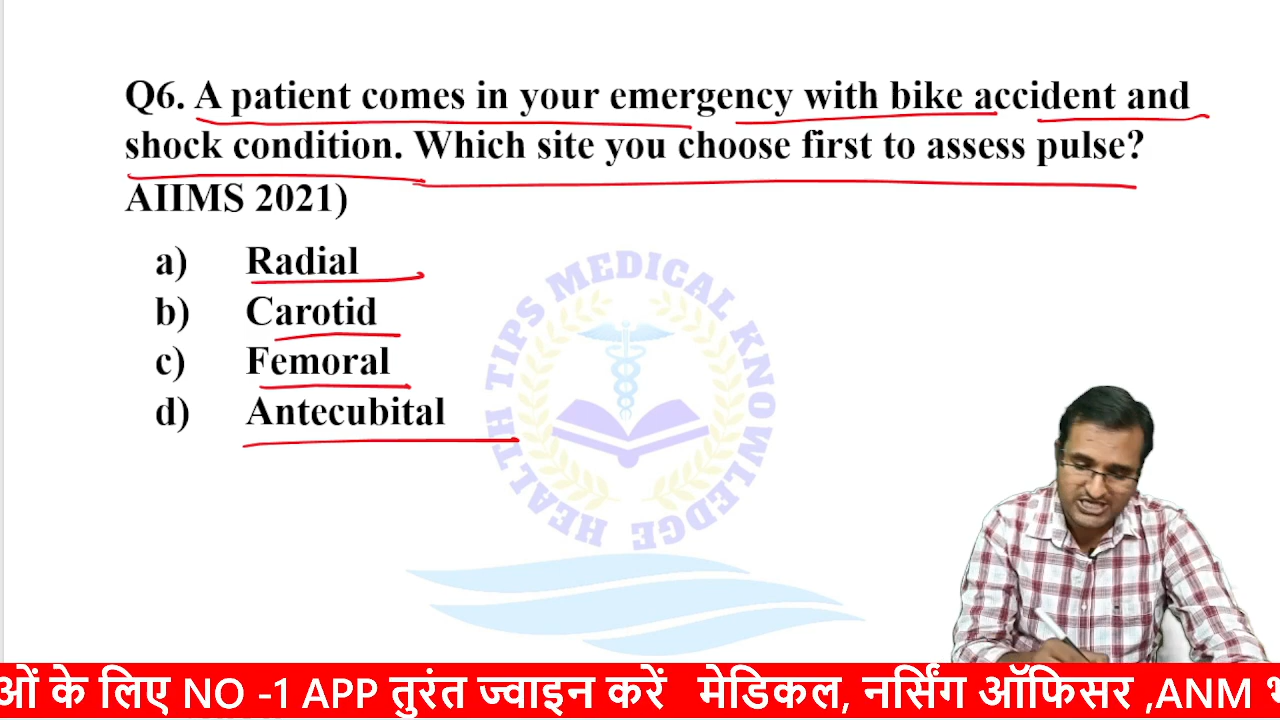 Q6. A patient comes in your emergency with bike accident and
shock condition. Which site you choose first to assess pulse?
AIIMS 2021)
a) Radial
b) Carotid
c) Femoral
d) Antecubital
HEALTH TIPS MEDICAL KNOWLEDGE
ओं के लिए NO -1 APP तुरंत ज्वाइन करें मेडिकल, नर्सिंग ऑफिसर ,ANM